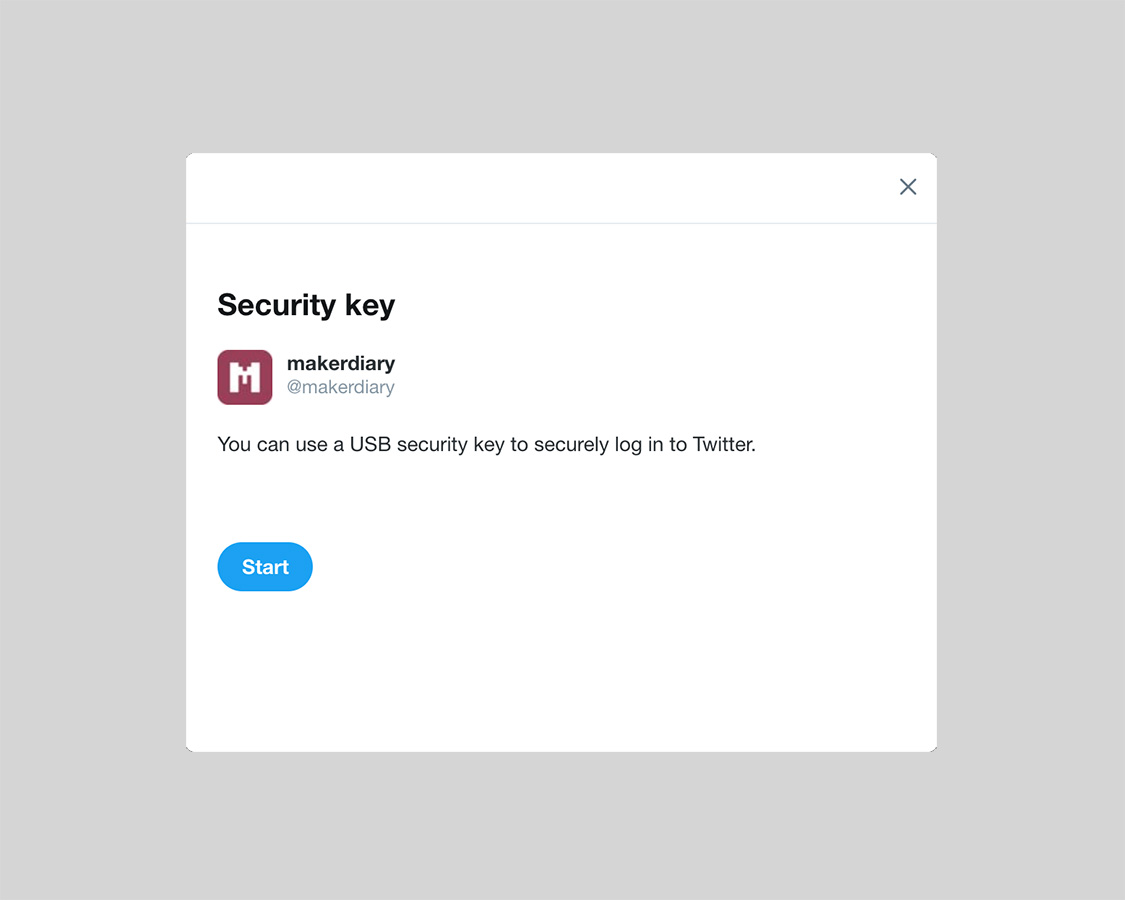 Security key
M
makerdiary
@makerdiary
You can use a USB security key to securely log in to Twitter.
Start